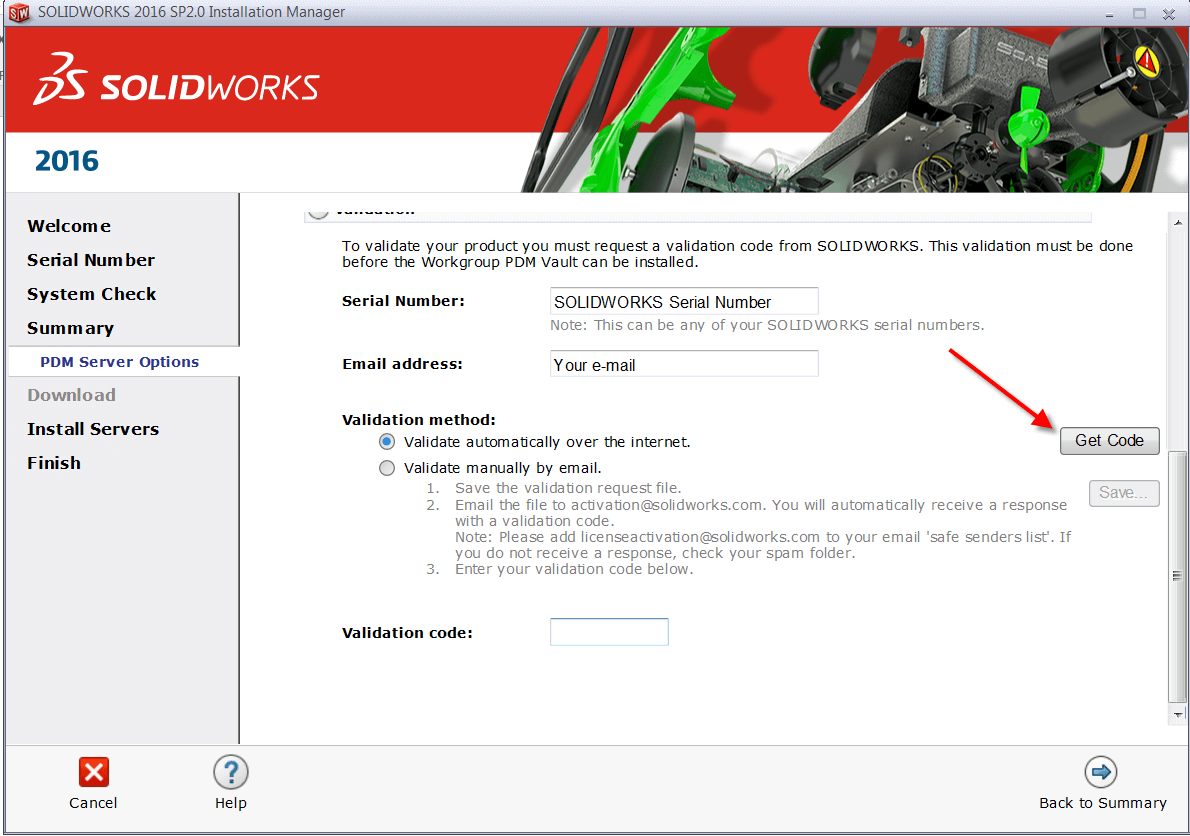 SOLIDWORKS 2016 SP2.0 Installation Manager
SOLIDWORKS
2016
Welcome
Serial Number
System Check
Summary
PDM Server Options
Download
Install Servers
Finish
Validation
To validate your product you must request a validation code from SOLIDWORKS. This validation must be done
before the Workgroup PDM Vault can be installed.
Serial Number:
SOLIDWORKS Serial Number
Note: This can be any of your SOLIDWORKS serial numbers.
Email address:
Your e-mail
Validation method:
Validate automatically over the internet.
Get Code
Validate manually by email.
1. Save the validation request file.
Save...
2. Email the file to activation@solidworks.com. You will automatically receive a response
with a validation code.
Note: Please add licenseactivation@solidworks.com to your email 'safe senders list'. If
you do not receive a response, check your spam folder.
3. Enter your validation code below.
Validation code:
Cancel
Help
Back to Summary